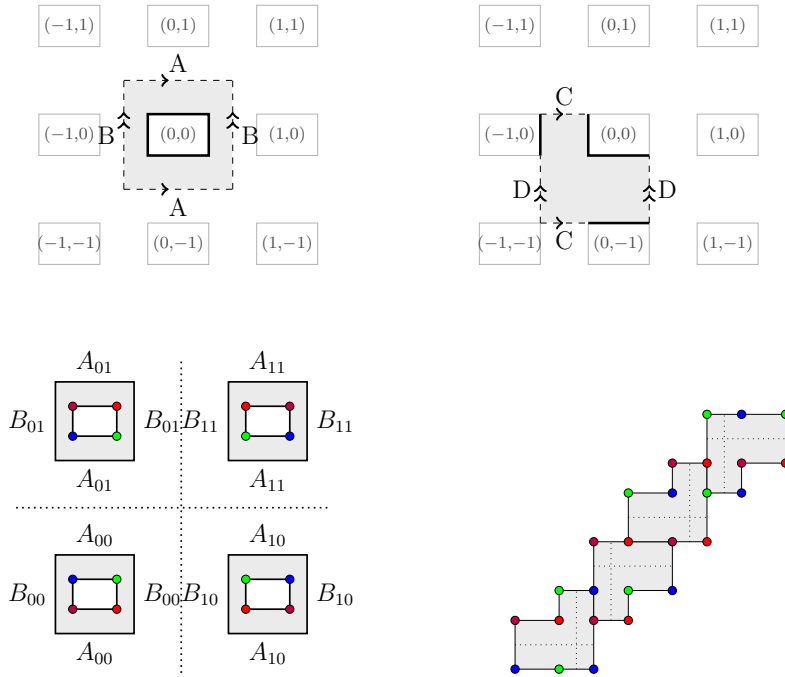 (−1,1) (0,1) (1,1)
A
(−1,0) B (0,0) B (1,0)
A
(−1,−1) (0,−1) (1,−1)
(−1,1) (0,1) (1,1)
C
(−1,0) (0,0) (1,0)
D D
C
(−1,−1) (0,−1) (1,−1)
A₀₁ A₁₁
B₀₁ B₀₁ B₁₁ B₁₁
A₀₁ A₁₁
A₀₀ A₁₀
B₀₀ B₀₀ B₁₀ B₁₀
A₀₀ A₁₀